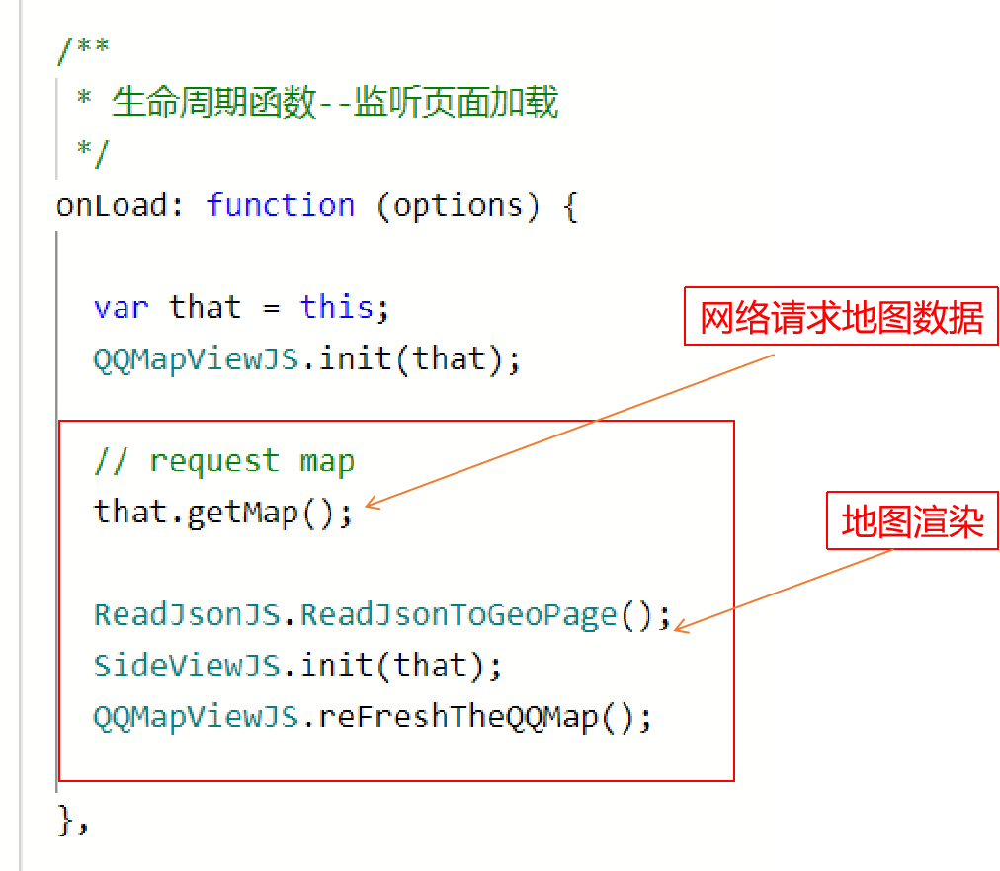 /**
* 生命周期函数--监听页面加载
*/
onLoad: function (options) {
var that = this;
网络请求地图数据
QQMapViewJS.init(that);
// request map
that.getMap();
地图渲染
ReadJsonJS.ReadJsonToGeoPage();
SideViewJS.init(that);
QQMapViewJS.reFreshTheQQMap();
},